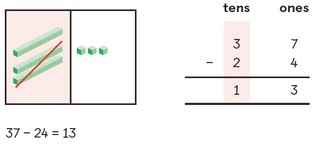 tens ones
3 7
– 2 4
1 3
37 – 24 = 13